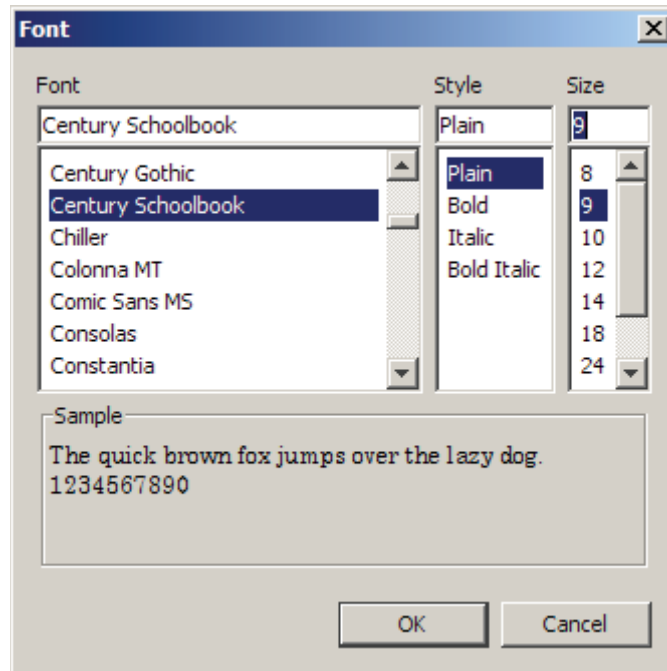 Font
Font
Style
Size
Century Schoolbook
Plain
9
Century Gothic
Century Schoolbook
Chiller
Colonna MT
Comic Sans MS
Consolas
Constantia
Plain
Bold
Italic
Bold Italic
8
9
10
12
14
18
24
Sample
The quick brown fox jumps over the lazy dog.
1234567890
OK
Cancel